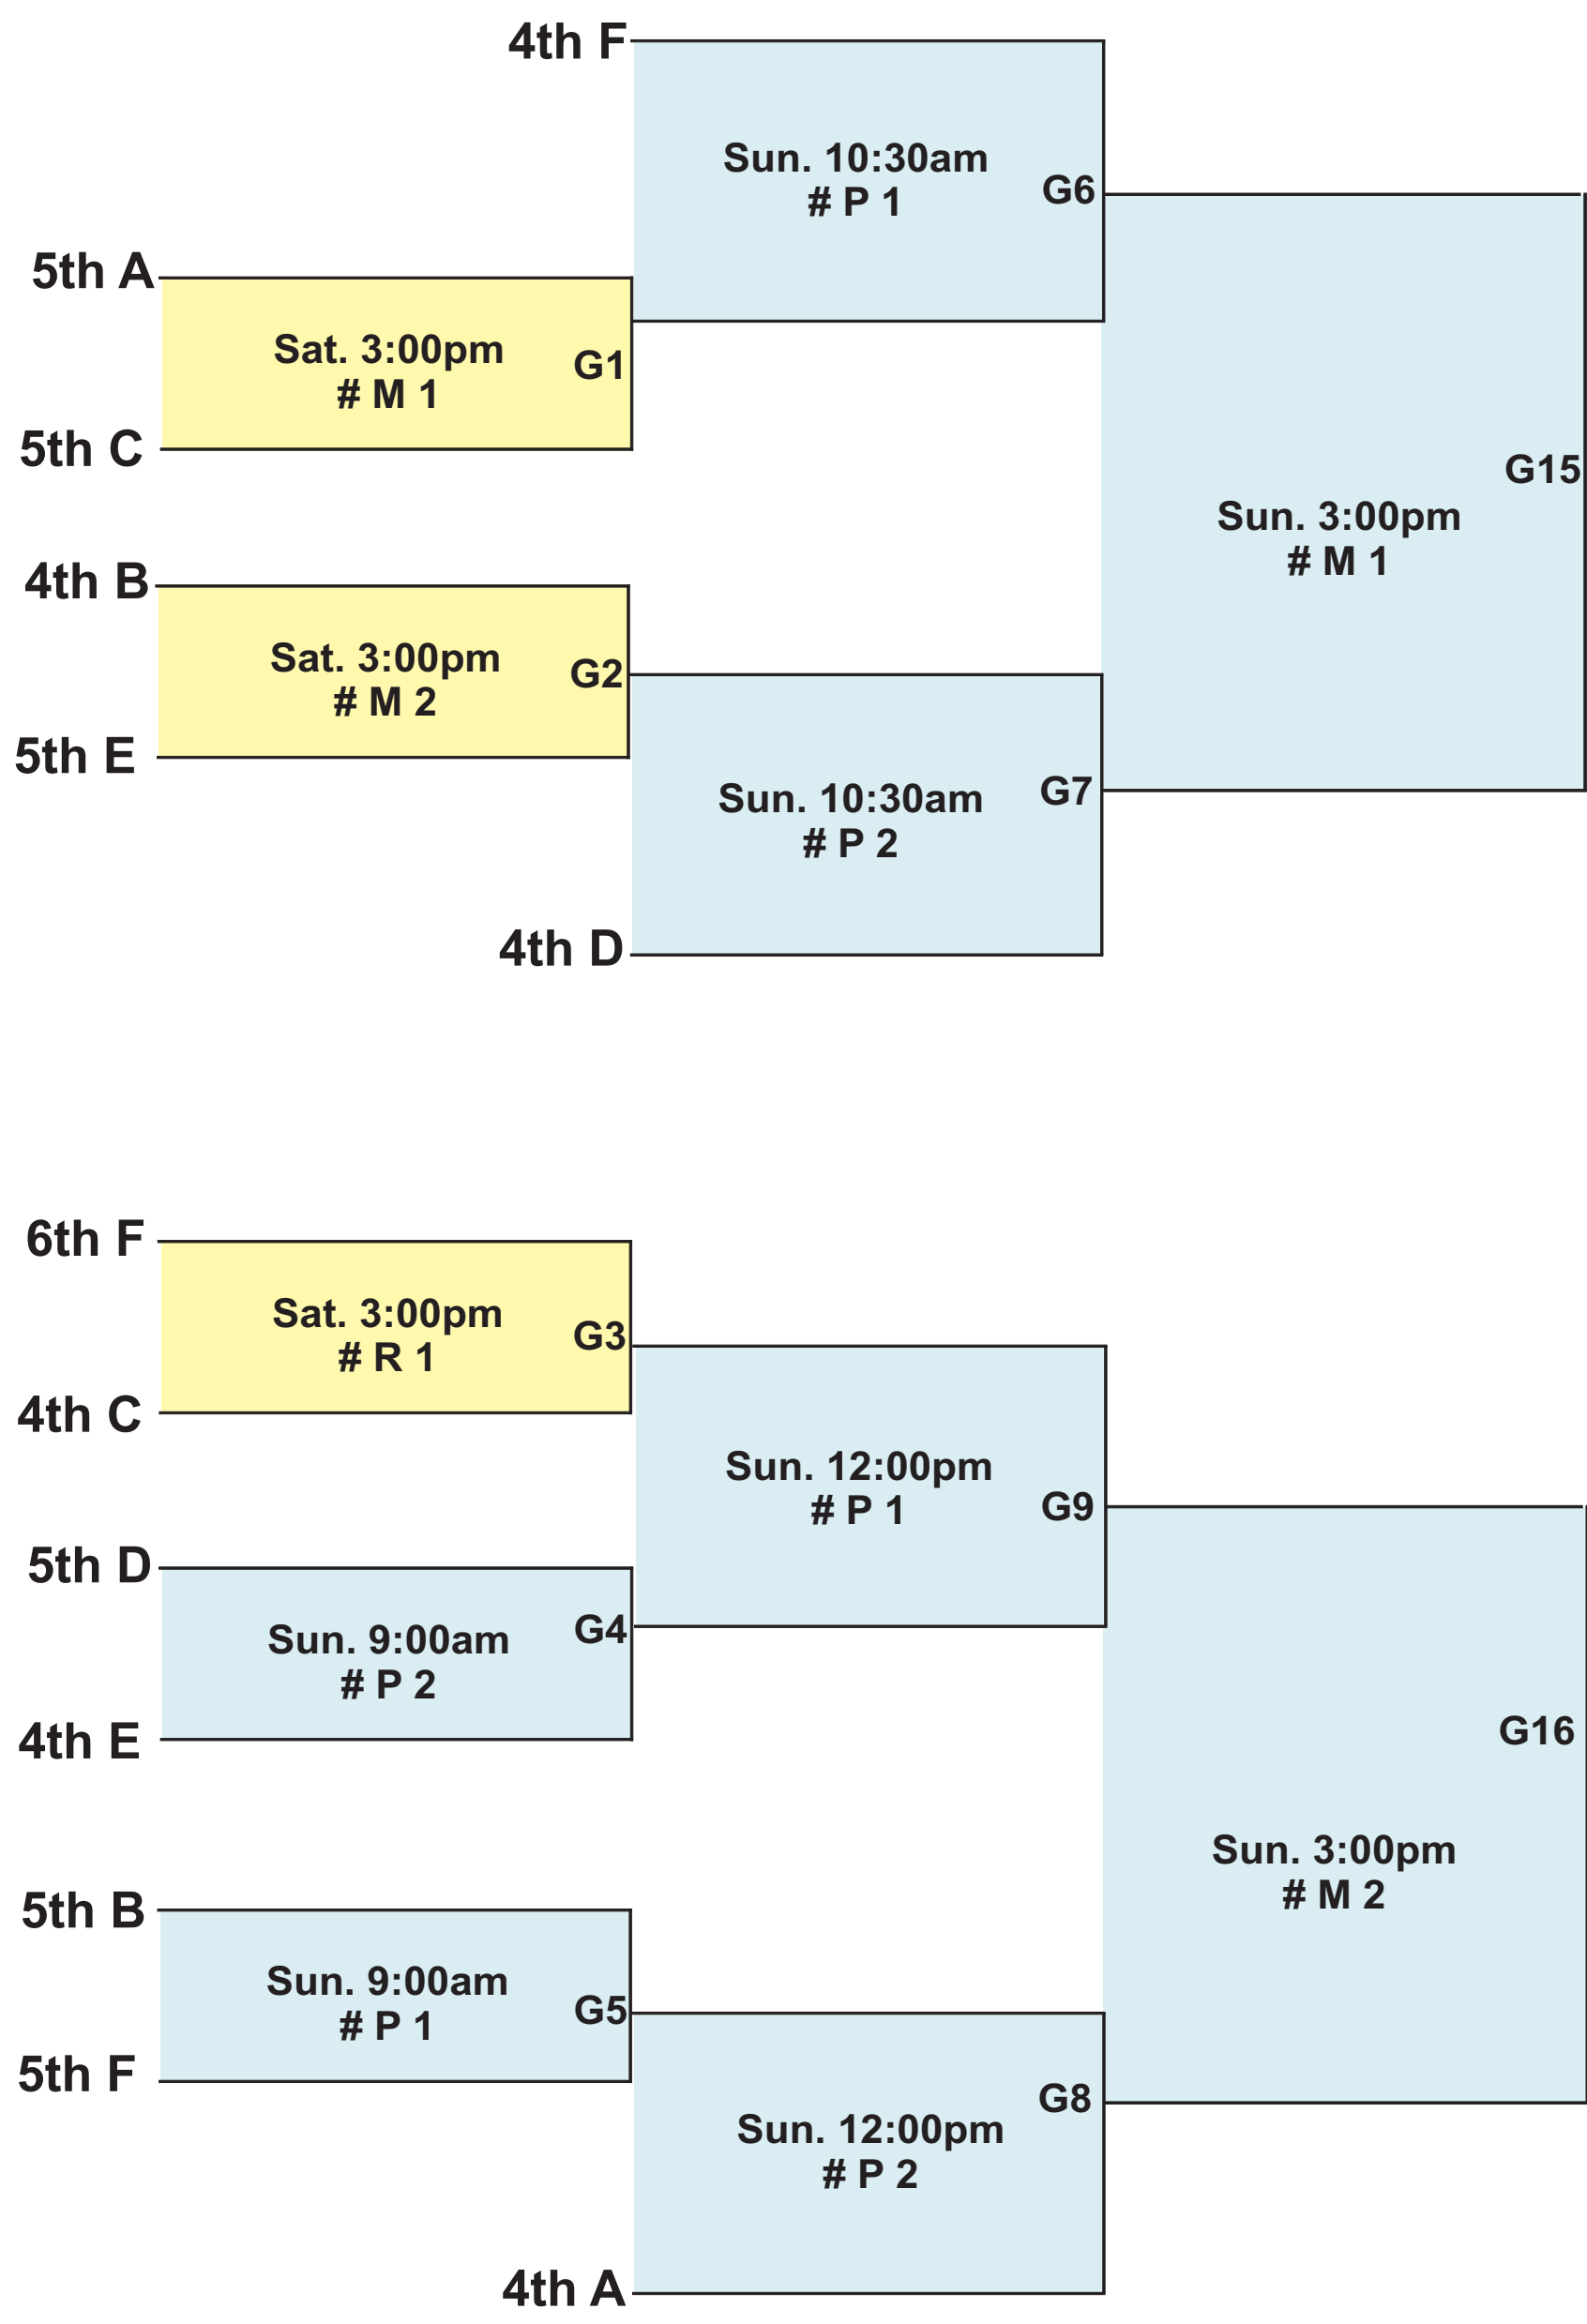 4th F
Sun. 10:30am
# P 1
G6
5th A
Sat. 3:00pm
# M 1
G1
5th C
G15
Sun. 3:00pm
# M 1
4th B
Sat. 3:00pm
# M 2
G2
5th E
Sun. 10:30am
# P 2
G7
4th D
6th F
Sat. 3:00pm
# R 1
G3
4th C
Sun. 12:00pm
# P 1
G9
5th D
Sun. 9:00am
# P 2
G4
4th E
G16
Sun. 3:00pm
# M 2
5th B
Sun. 9:00am
# P 1
G5
5th F
Sun. 12:00pm
# P 2
G8
4th A